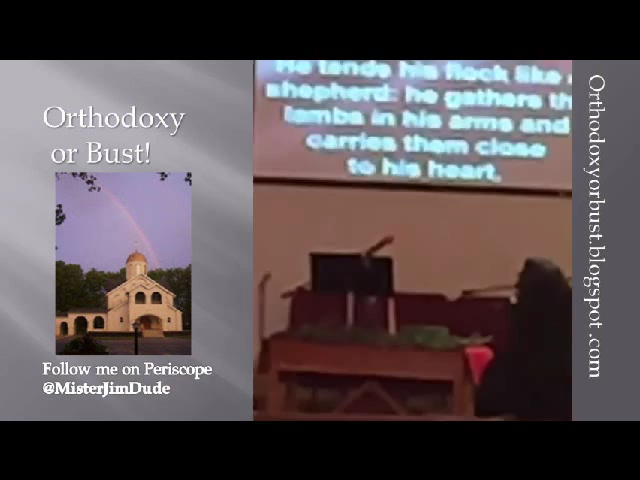 Orthodoxy
or Bust!
Follow me on Periscope
@MisterJimDude
He tends his flock like
shepherd: he gathers th
lambs in his arms and
carries them close
to his heart.
Orthodoxyorbust.blogspot.com